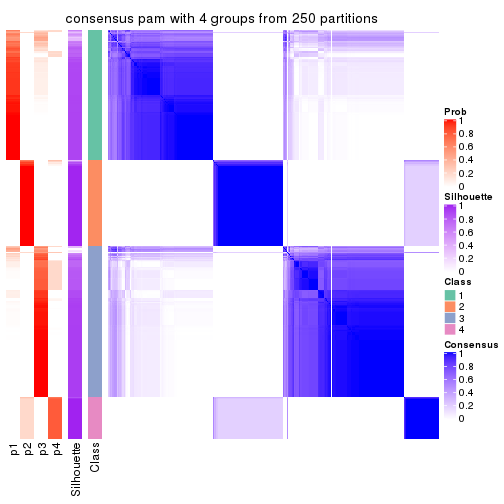 consensus pam with 4 groups from 250 partitions
Prob
1
0.8
0.6
0.4
0.2
0
Silhouette
1
0.8
0.6
0.4
0.2
0
Class
1
2
3
4
Consensus
1
0.8
0.6
0.4
0.2
0
p1
p2
p3
p4
Silhouette
Class